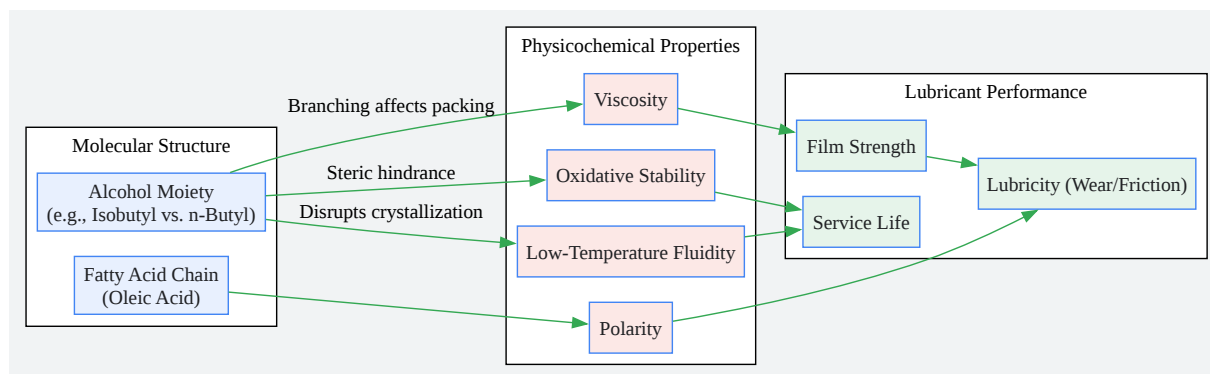 Molecular Structure
Alcohol Moiety
(e.g., Isobutyl vs. n-Butyl)
Fatty Acid Chain
(Oleic Acid)
Branching affects packing
Steric hindrance
Disrupts crystallization
Physicochemical Properties
Viscosity
Oxidative Stability
Low-Temperature Fluidity
Polarity
Lubricant Performance
Film Strength
Service Life
Lubricity (Wear/Friction)